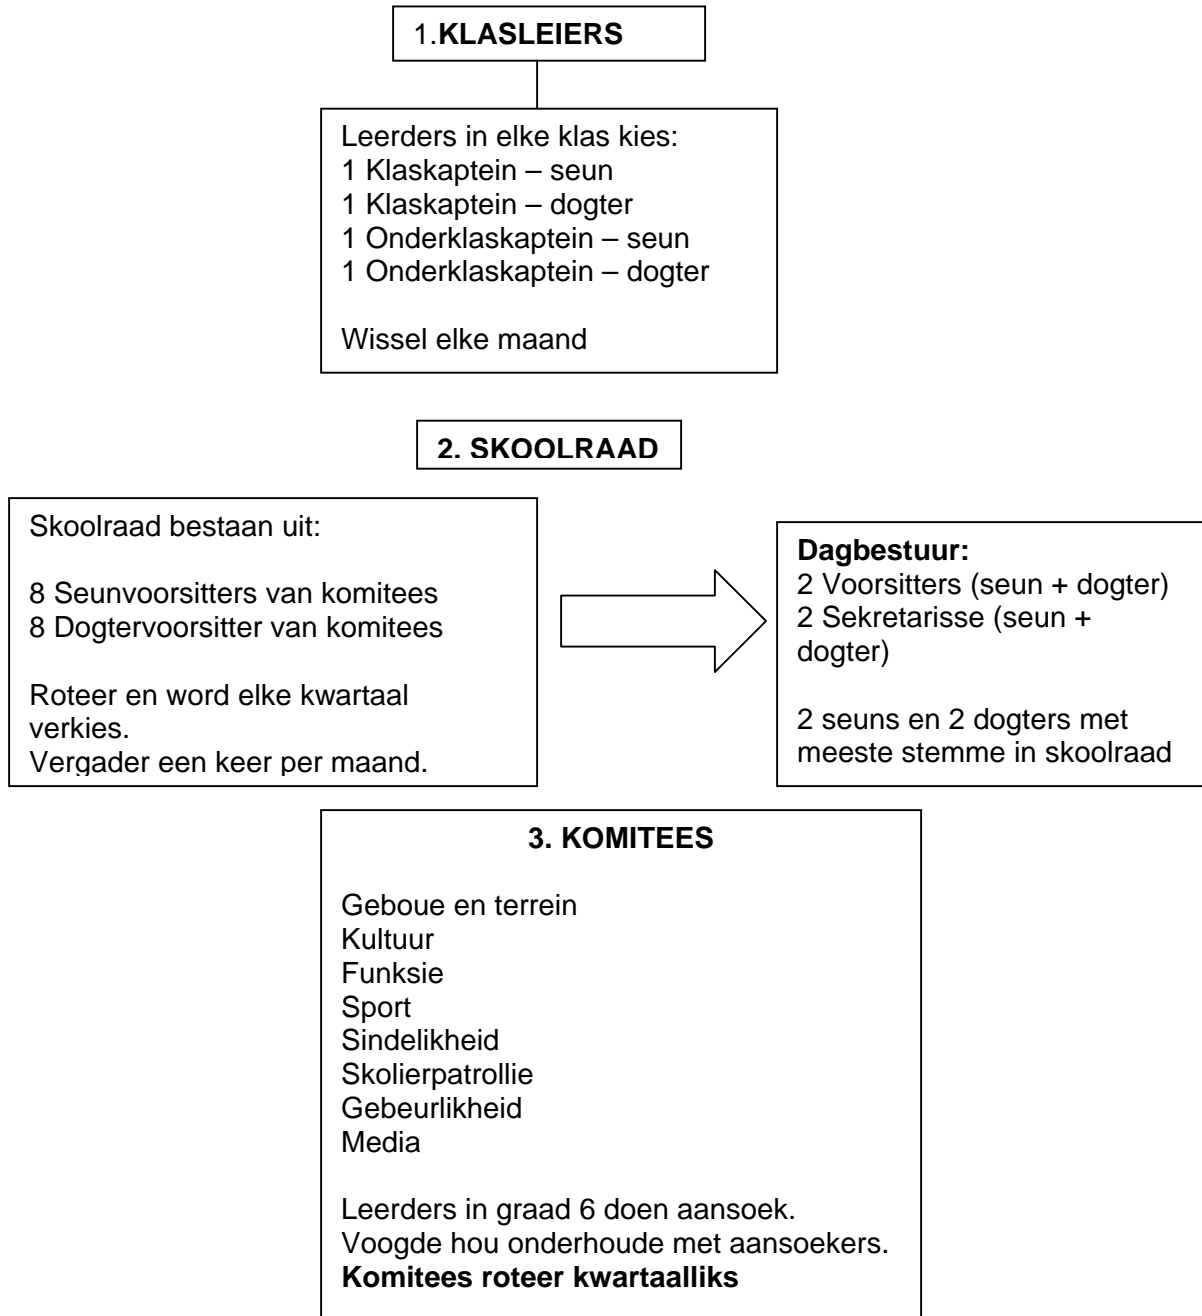 1.KLASLEIERS
Leerders in elke klas kies:
1 Klaskaptein – seun
1 Klaskaptein – dogter
1 Onderklaskaptein – seun
1 Onderklaskaptein – dogter
Wissel elke maand
2. SKOOLRAAD
Skoolraad bestaan uit:
8 Seunvoorsitters van komitees
8 Dogtervoorsitter van komitees
Roteer en word elke kwartaal
verkies.
Vergader een keer per maand.
Dagbestuur:
2 Voorsitters (seun + dogter)
2 Sekretarisse (seun +
dogter)
2 seuns en 2 dogters met
meeste stemme in skoolraad
3. KOMITEES
Geboue en terrein
Kultuur
Funksie
Sport
Sindelikheid
Skolierpatrollie
Gebeurlikheid
Media
Leerders in graad 6 doen aansoek.
Voogde hou onderhoude met aansoekers.
Komitees roteer kwartaalliks